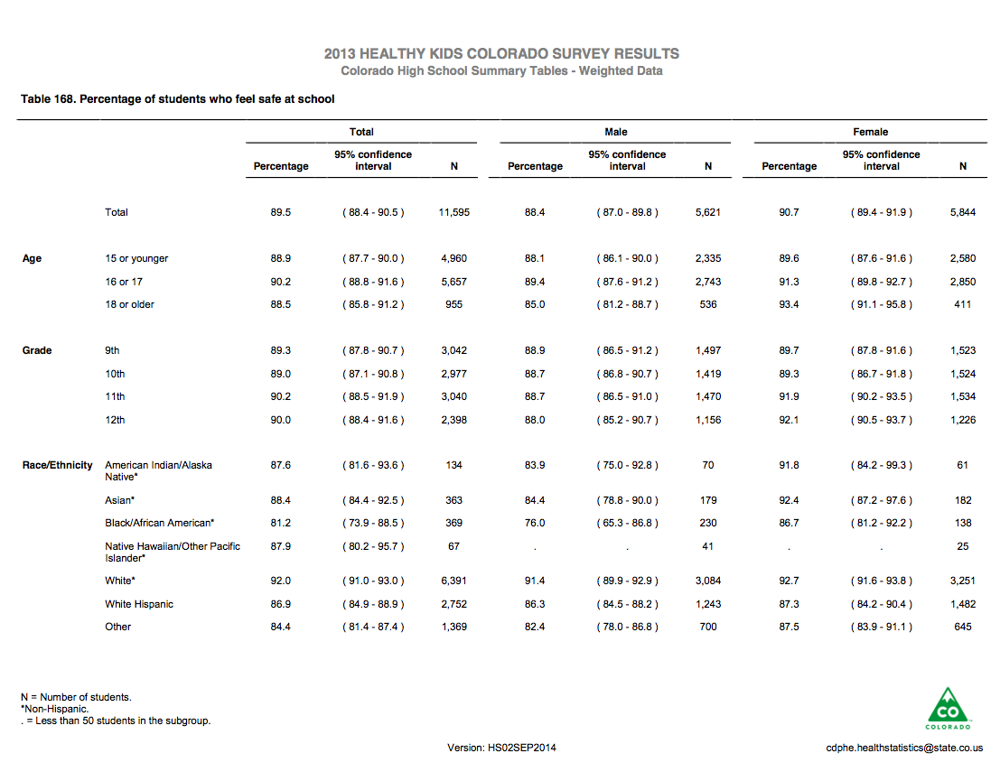 2013 HEALTHY KIDS COLORADO SURVEY RESULTS
Colorado High School Summary Tables - Weighted Data
Table 168. Percentage of students who feel safe at school
Total Male Female
Percentage 95% confidence interval N Percentage 95% confidence interval N Percentage 95% confidence interval N
Total 89.5 ( 88.4 - 90.5 ) 11,595 88.4 ( 87.0 - 89.8 ) 5,621 90.7 ( 89.4 - 91.9 ) 5,844
Age 15 or younger 88.9 ( 87.7 - 90.0 ) 4,960 88.1 ( 86.1 - 90.0 ) 2,335 89.6 ( 87.6 - 91.6 ) 2,580
16 or 17 90.2 ( 88.8 - 91.6 ) 5,657 89.4 ( 87.6 - 91.2 ) 2,743 91.3 ( 89.8 - 92.7 ) 2,850
18 or older 88.5 ( 85.8 - 91.2 ) 955 85.0 ( 81.2 - 88.7 ) 536 93.4 ( 91.1 - 95.8 ) 411
Grade 9th 89.3 ( 87.8 - 90.7 ) 3,042 88.9 ( 86.5 - 91.2 ) 1,497 89.7 ( 87.8 - 91.6 ) 1,523
10th 89.0 ( 87.1 - 90.8 ) 2,977 88.7 ( 86.8 - 90.7 ) 1,419 89.3 ( 86.7 - 91.8 ) 1,524
11th 90.2 ( 88.5 - 91.9 ) 3,040 88.7 ( 86.5 - 91.0 ) 1,470 91.9 ( 90.2 - 93.5 ) 1,534
12th 90.0 ( 88.4 - 91.6 ) 2,398 88.0 ( 85.2 - 90.7 ) 1,156 92.1 ( 90.5 - 93.7 ) 1,226
Race/Ethnicity American Indian/Alaska 87.6 ( 81.6 - 93.6 ) 134 83.9 ( 75.0 - 92.8 ) 70 91.8 ( 84.2 - 99.3 ) 61
Native*
Asian* 88.4 ( 84.4 - 92.5 ) 363 84.4 ( 78.8 - 90.0 ) 179 92.4 ( 87.2 - 97.6 ) 182
Black/African American* 81.2 ( 73.9 - 88.5 ) 369 76.0 ( 65.3 - 86.8 ) 230 86.7 ( 81.2 - 92.2 ) 138
Native Hawaiian/Other Pacific 87.9 ( 80.2 - 95.7 ) 67 . . 41 . . 25
Islander*
White* 92.0 ( 91.0 - 93.0 ) 6,391 91.4 ( 89.9 - 92.9 ) 3,084 92.7 ( 91.6 - 93.8 ) 3,251
White Hispanic 86.9 ( 84.9 - 88.9 ) 2,752 86.3 ( 84.5 - 88.2 ) 1,243 87.3 ( 84.2 - 90.4 ) 1,482
Other 84.4 ( 81.4 - 87.4 ) 1,369 82.4 ( 78.0 - 86.8 ) 700 87.5 ( 83.9 - 91.1 ) 645
N = Number of students.
*Non-Hispanic.
. = Less than 50 students in the subgroup.
CO
COLORADO
Version: HS02SEP2014
cdphe.healthstatistics@state.co.us